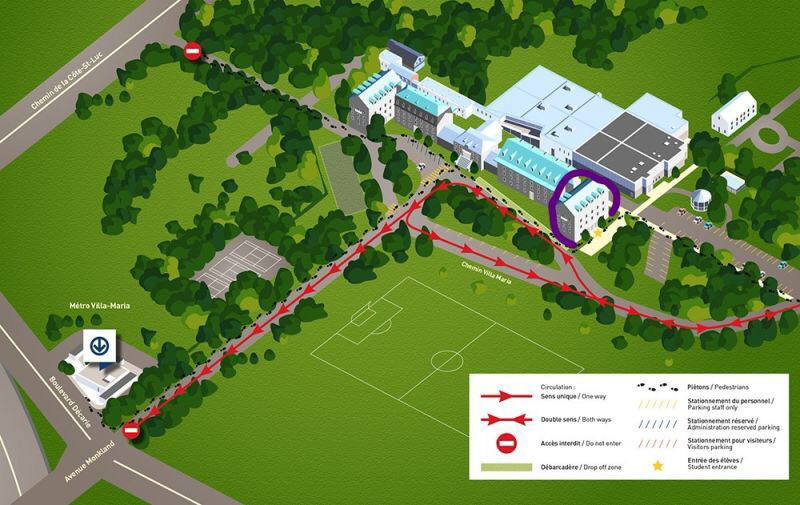 Chemin de la Côte-St-Luc
Chemin Villa Maria
Métro Villa-Maria
Boulevard Décarie
Avenue Monkland
Circulation :
Sens unique / One way
Double sens / Both ways
Accès interdit / Do not enter
Débarcadère / Drop off zone
Piétons / Pedestrians
Stationnement du personnel /
Parking staff only
Stationnement réservé /
Administration reserved parking
Stationnement pour visiteurs /
Visitors parking
Entrée des élèves /
Student entrance